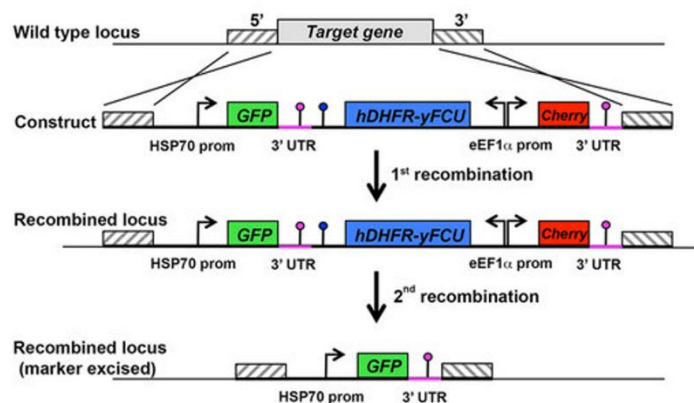 Wild type locus
5' Target gene 3'
Construct
GFP hDHFR-yFCU Cherry
HSP70 prom 3' UTR eEF1α prom 3' UTR
1st recombination
Recombined locus
GFP hDHFR-yFCU Cherry
HSP70 prom 3' UTR eEF1α prom 3' UTR
2nd recombination
Recombined locus
(marker excised)
GFP
HSP70 prom 3' UTR